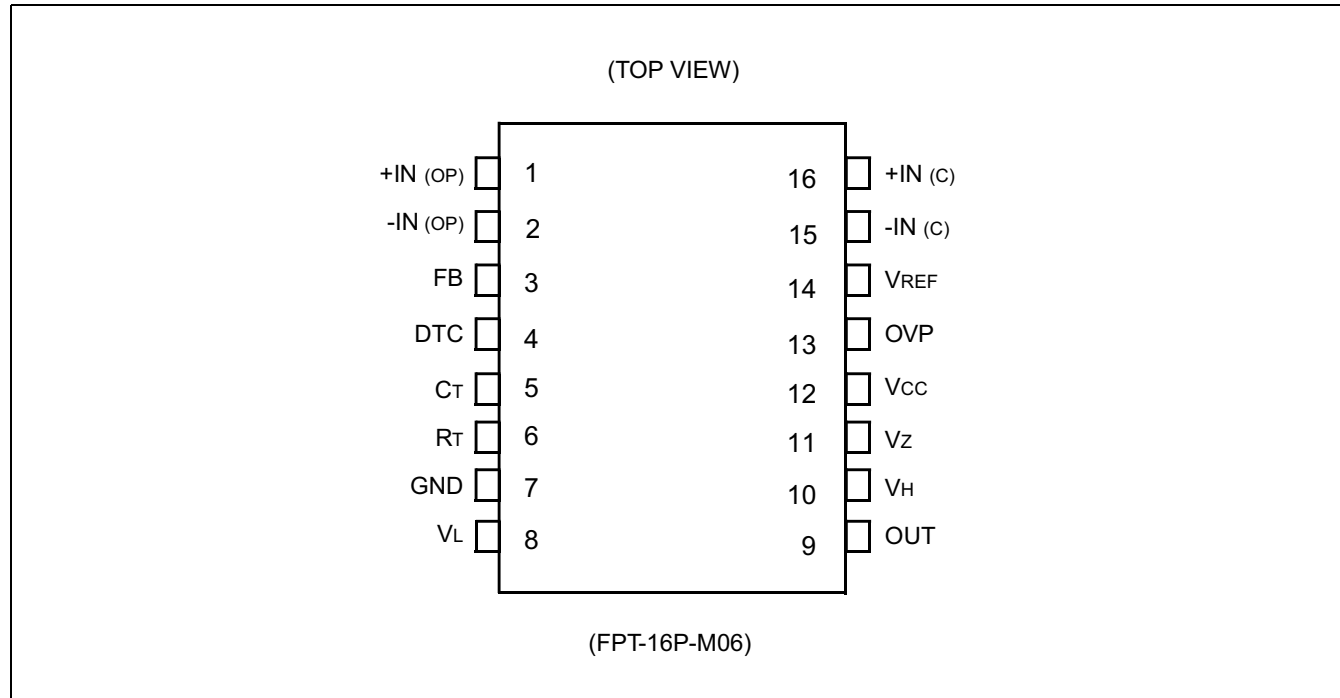 (TOP VIEW)
+IN (OP) 1 16 +IN (C)
-IN (OP) 2 15 -IN (C)
FB 3 14 VREF
DTC 4 13 OVP
CT 5 12 VCC
RT 6 11 VZ
GND 7 10 VH
VL 8 9 OUT
(FPT-16P-M06)